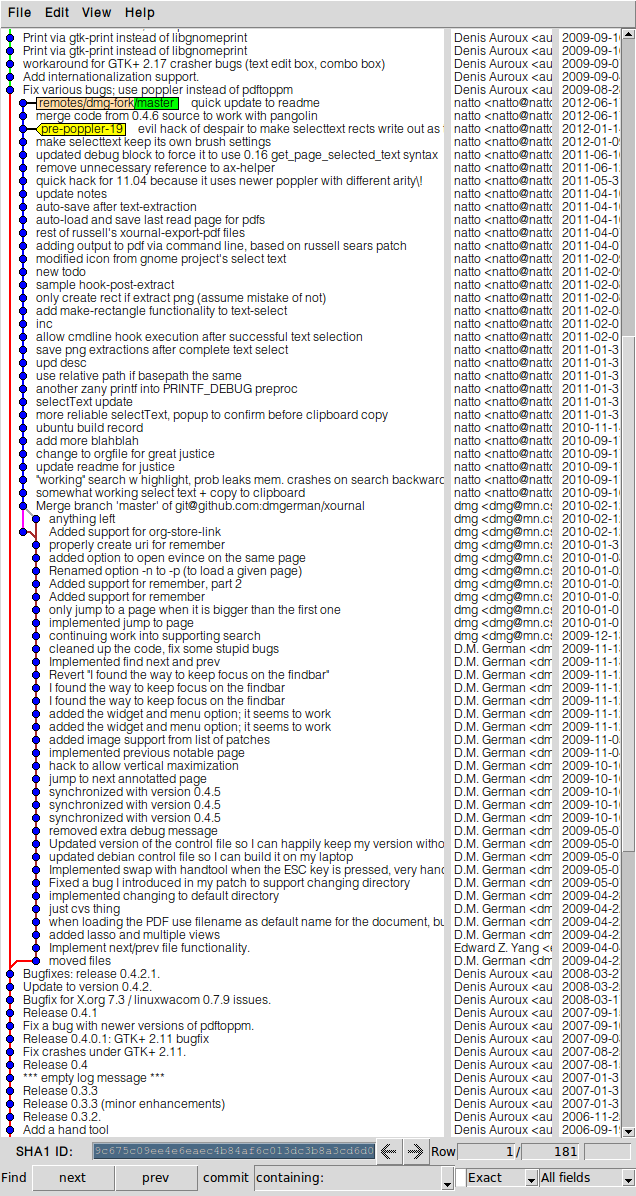 File Edit View Help
Print via gtk-print instead of libgnomeprint Denis Auroux <au 2009-09-1
Print via gtk-print instead of libgnomeprint Denis Auroux <au 2009-09-1
workaround for GTK+ 2.17 crasher bugs (text edit box, combo box) Denis Auroux <au 2009-09-0
Add internationalization support. Denis Auroux <au 2009-09-0
Fix various bugs; use poppler instead of pdftoppm Denis Auroux <au 2009-08-2
remotes/dmg-fork/master quick update to readme natto <natto@natto 2012-06-1
merge code from 0.4.6 source to work with pangolin natto <natto@natto 2012-06-1
pre-poppler-19 evil hack of despair to make selecttext rects write out as natto <natto@natto 2012-01-1
make selecttext keep its own brush settings natto <natto@natto 2012-01-0
updated debug block to force it to use 0.16 get_page_selected_text syntax natto <natto@natto 2011-06-1
remove unnecessary reference to ax-helper natto <natto@natto 2011-06-1
quick hack for 11.04 because it uses newer poppler with different arity\! natto <natto@natto 2011-05-3
update notes natto <natto@natto 2011-04-1
auto-save after text-extraction natto <natto@natto 2011-04-1
auto-load and save last read page for pdfs natto <natto@natto 2011-04-1
rest of russell's xournal-export-pdf files natto <natto@natto 2011-04-0
adding output to pdf via command line, based on russell sears patch natto <natto@natto 2011-04-0
modified icon from gnome project's select text natto <natto@natto 2011-02-0
new todo natto <natto@natto 2011-02-0
sample hook-post-extract natto <natto@natto 2011-02-0
only create rect if extract png (assume mistake of not) natto <natto@natto 2011-02-0
add make-rectangle functionality to text-select natto <natto@natto 2011-02-0
inc natto <natto@natto 2011-02-0
allow cmdline hook execution after successful text selection natto <natto@natto 2011-02-0
save png extractions after complete text select natto <natto@natto 2011-01-3
upd desc natto <natto@natto 2011-01-3
use relative path if basepath the same natto <natto@natto 2011-01-3
another zany printf into PRINTF_DEBUG preproc natto <natto@natto 2011-01-3
selectText update natto <natto@natto 2011-01-3
more reliable selectText, popup to confirm before clipboard copy natto <natto@natto 2011-01-3
ubuntu build record natto <natto@natto 2010-11-1
add more blahblah natto <natto@natto 2010-09-1
change to orgfile for great justice natto <natto@natto 2010-09-1
update readme for justice natto <natto@natto 2010-09-1
"working" search w highlight, prob leaks mem. crashes on search backward natto <natto@natto 2010-09-1
somewhat working select text + copy to clipboard natto <natto@natto 2010-09-1
Merge branch 'master' of git@github.com:dmgerman/xournal dmg <dmg@mn.cs 2010-02-1
anything left dmg <dmg@mn.cs 2010-02-1
Added support for org-store-link dmg <dmg@mn.cs 2010-02-1
properly create uri for remember dmg <dmg@mn.cs 2010-01-3
added option to open evince on the same page dmg <dmg@mn.cs 2010-01-0
Renamed option -n to -p (to load a given page) dmg <dmg@mn.cs 2010-01-0
Added support for remember, part 2 dmg <dmg@mn.cs 2010-01-0
Added support for remember dmg <dmg@mn.cs 2010-01-0
only jump to a page when it is bigger than the first one dmg <dmg@mn.cs 2010-01-0
implemented jump to page dmg <dmg@mn.cs 2010-01-0
continuing work into supporting search dmg <dmg@mn.cs 2009-12-1
cleaned up the code, fix some stupid bugs D.M. German <dm 2009-11-1
Implemented find next and prev D.M. German <dm 2009-11-1
Revert "I found the way to keep focus on the findbar" D.M. German <dm 2009-11-1
I found the way to keep focus on the findbar D.M. German <dm 2009-11-1
I found the way to keep focus on the findbar D.M. German <dm 2009-11-1
added the widget and menu option; it seems to work D.M. German <dm 2009-11-1
added the widget and menu option; it seems to work D.M. German <dm 2009-11-1
added image support from list of patches D.M. German <dm 2009-11-0
implemented previous notable page D.M. German <dm 2009-11-0
hack to allow vertical maximization D.M. German <dm 2009-10-1
jump to next annotatted page D.M. German <dm 2009-10-1
synchronized with version 0.4.5 D.M. German <dm 2009-10-1
synchronized with version 0.4.5 D.M. German <dm 2009-10-1
synchronized with version 0.4.5 D.M. German <dm 2009-10-1
removed extra debug message D.M. German <dm 2009-05-0
Updated version of the control file so I can happily keep my version witho D.M. German <dm 2009-05-0
updated debian control file so I can build it on my laptop D.M. German <dm 2009-05-0
Implemented swap with handtool when the ESC key is pressed, very hand D.M. German <dm 2009-05-0
Fixed a bug I introduced in my patch to support changing directory D.M. German <dm 2009-05-0
implemented changing to default directory D.M. German <dm 2009-04-2
just cvs thing D.M. German <dm 2009-04-2
when loading the PDF use filename as default name for the document, bu D.M. German <dm 2009-04-2
added lasso and multiple views D.M. German <dm 2009-04-2
Implement next/prev file functionality. Edward Z. Yang <e 2009-04-0
moved files D.M. German <dm 2009-04-0
Bugfixes: release 0.4.2.1. Denis Auroux <au 2008-03-2
Update to version 0.4.2. Denis Auroux <au 2008-03-2
Bugfix for X.org 7.3 / linuxwacom 0.7.9 issues. Denis Auroux <au 2008-03-1
Release 0.4.1 Denis Auroux <au 2007-09-1
Fix a bug with newer versions of pdftoppm. Denis Auroux <au 2007-09-1
Release 0.4.0.1: GTK+ 2.11 bugfix Denis Auroux <au 2007-09-0
Fix crashes under GTK+ 2.11. Denis Auroux <au 2007-08-2
Release 0.4 Denis Auroux <au 2007-08-1
*** empty log message *** Denis Auroux <au 2007-01-3
Release 0.3.3 Denis Auroux <au 2007-01-3
Release 0.3.3 (minor enhancements) Denis Auroux <au 2007-01-3
Release 0.3.2. Denis Auroux <au 2006-11-2
Add a hand tool Denis Auroux <au 2006-09-1
SHA1 ID: 9c675c09ee4e6eaec4b84af6c013dc3b8a3cd6d0 Row 1 / 181
Find next prev commit containing: Exact All fields